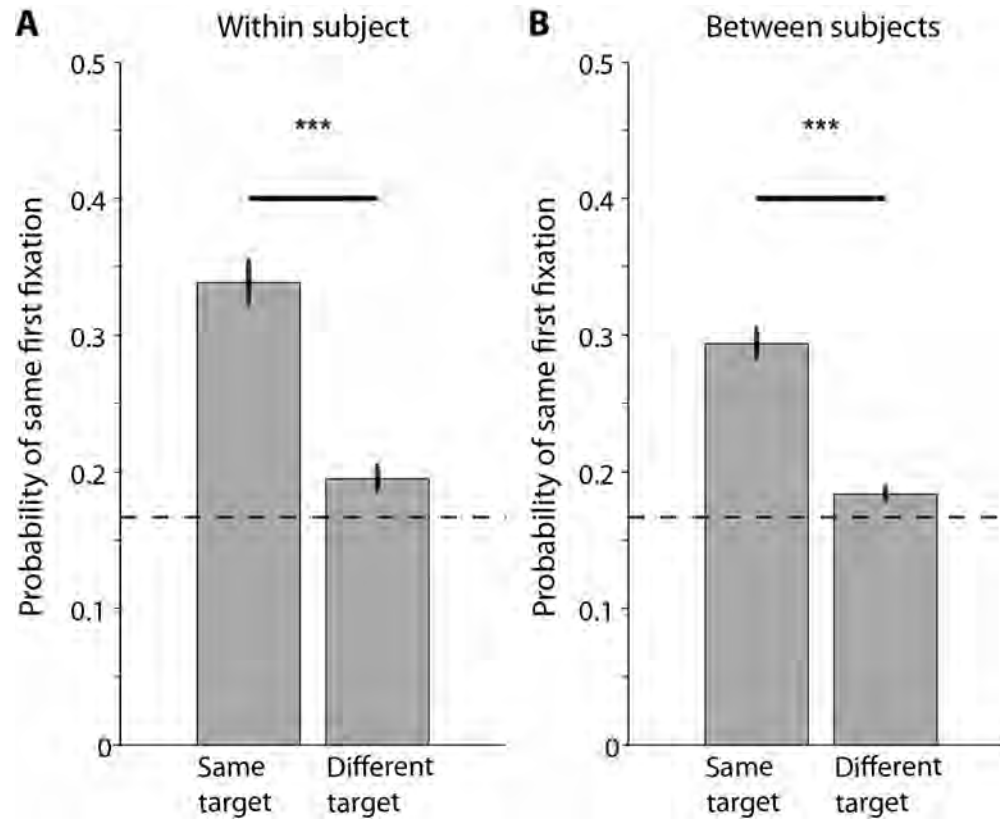 A Within subject
Probability of same first fixation
0.5
0.4
0.3
0.2
0.1
0
***
Same
target
Different
target
B Between subjects
Probability of same first fixation
0.5
0.4
0.3
0.2
0.1
0
***
Same
target
Different
target